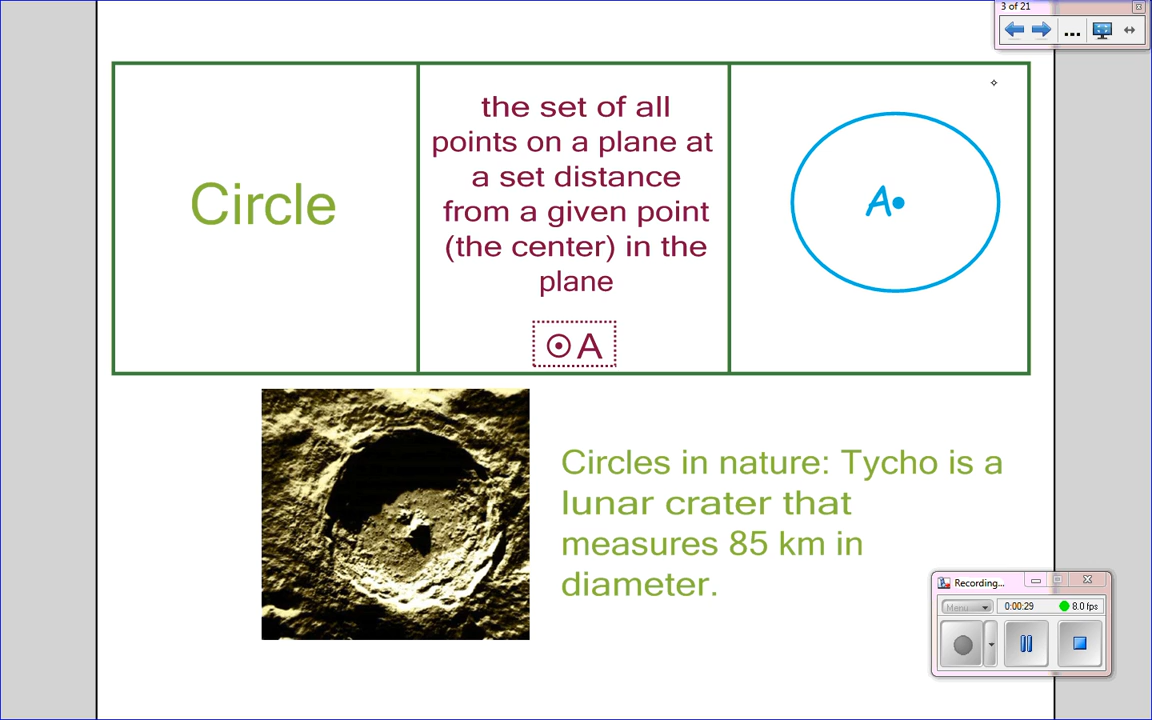 3 of 21
...
Circle
the set of all
points on a plane at
a set distance
from a given point
(the center) in the
plane
⊙A
A
Circles in nature: Tycho is a
lunar crater that
measures 85 km in
diameter.
Recording...
Menu
0:00:29
8.0 fps